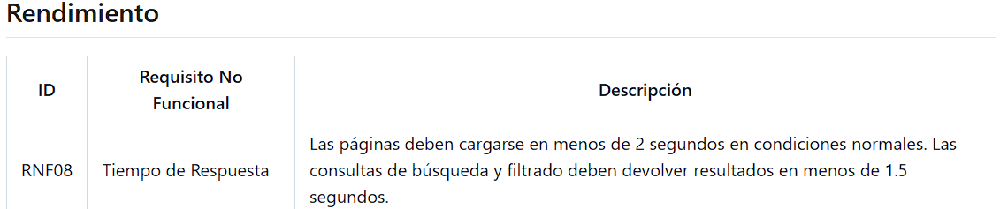 Rendimiento
ID
Requisito No
Funcional
Descripción
RNF08
Tiempo de Respuesta
Las páginas deben cargarse en menos de 2 segundos en condiciones normales. Las
consultas de búsqueda y filtrado deben devolver resultados en menos de 1.5
segundos.